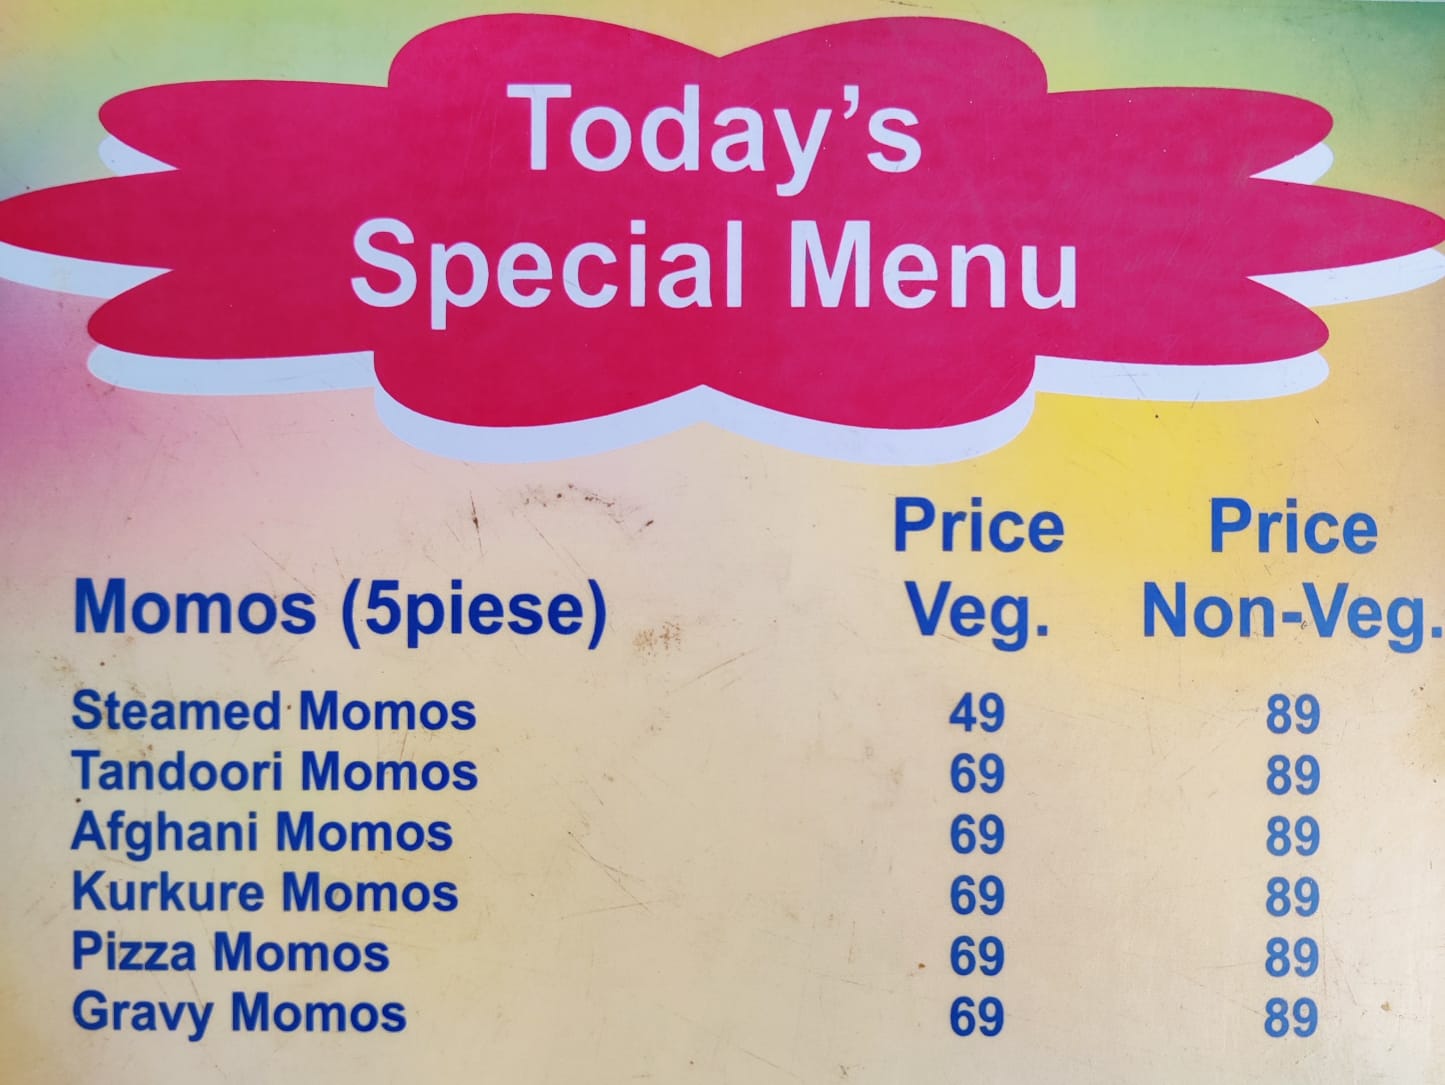 Today’s
Special Menu
Price Price
Momos (5piese) Veg. Non-Veg.
Steamed Momos 49 89
Tandoori Momos 69 89
Afghani Momos 69 89
Kurkure Momos 69 89
Pizza Momos 69 89
Gravy Momos 69 89